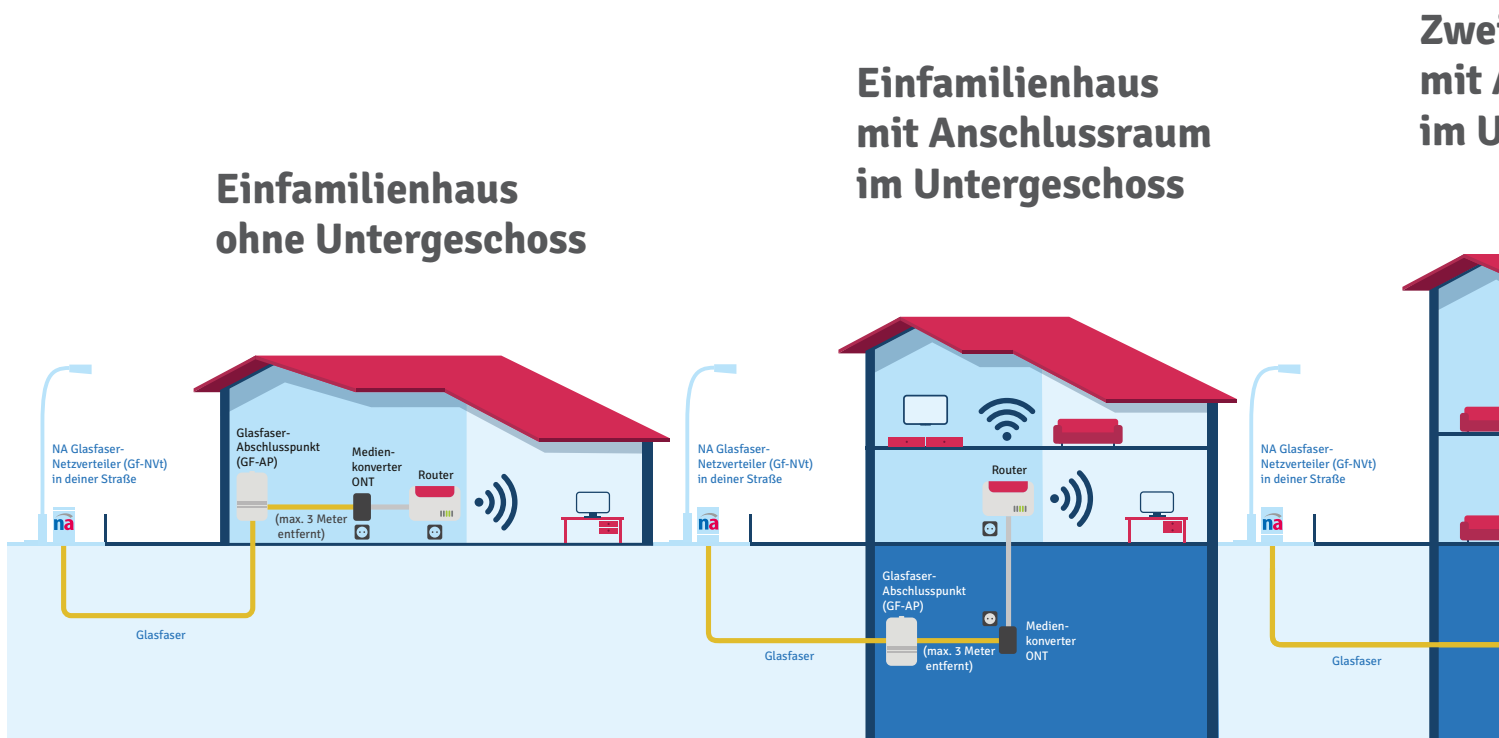 Einfamilienhaus
ohne Untergeschoss
NA Glasfaser-
Netzverteiler (Gf-NVt)
in deiner Straße
na
Glasfaser
Glasfaser-
Abschlusspunkt
(GF-AP)
Medien-
konverter
ONT
Router
(max. 3 Meter
entfernt)
Einfamilienhaus
mit Anschlussraum
im Untergeschoss
NA Glasfaser-
Netzverteiler (Gf-NVt)
in deiner Straße
na
Glasfaser
Router
Glasfaser-
Abschlusspunkt
(GF-AP)
(max. 3 Meter
entfernt)
Medien-
konverter
ONT
mit
im
NA Glasfaser-
Netzverteiler (Gf-NVt)
in deiner Straße
na
Glasfaser